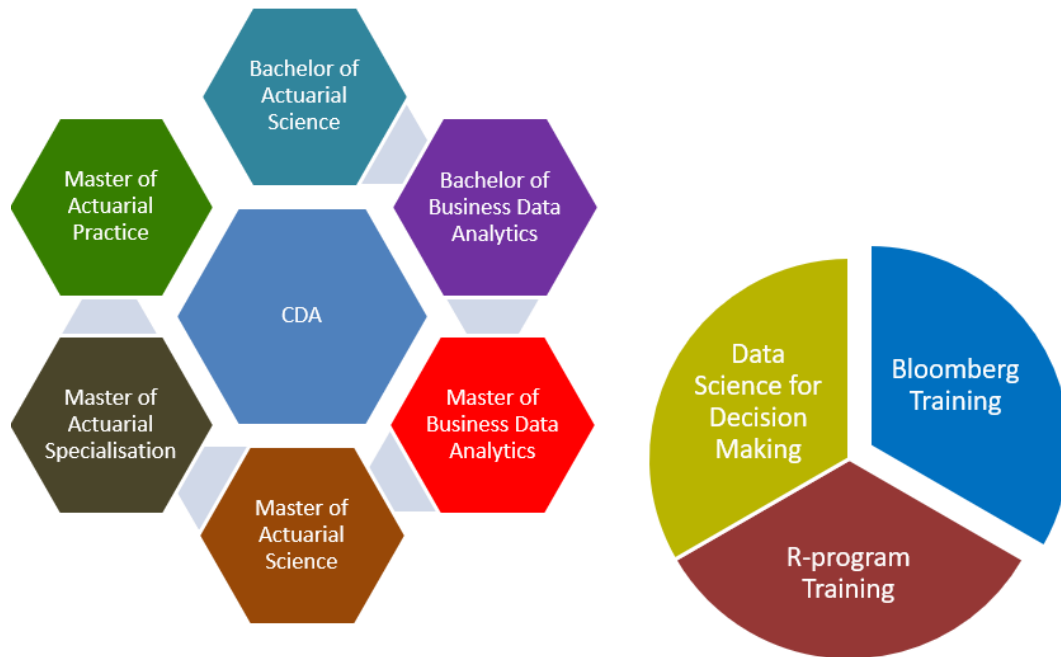 Bachelor of
Actuarial
Science
Master of
Actuarial
Practice
Bachelor of
Business Data
Analytics
CDA
Master of
Actuarial
Specialisation
Master of
Business Data
Analytics
Master of
Actuarial
Science
Data
Science for
Decision
Making
Bloomberg
Training
R-program
Training